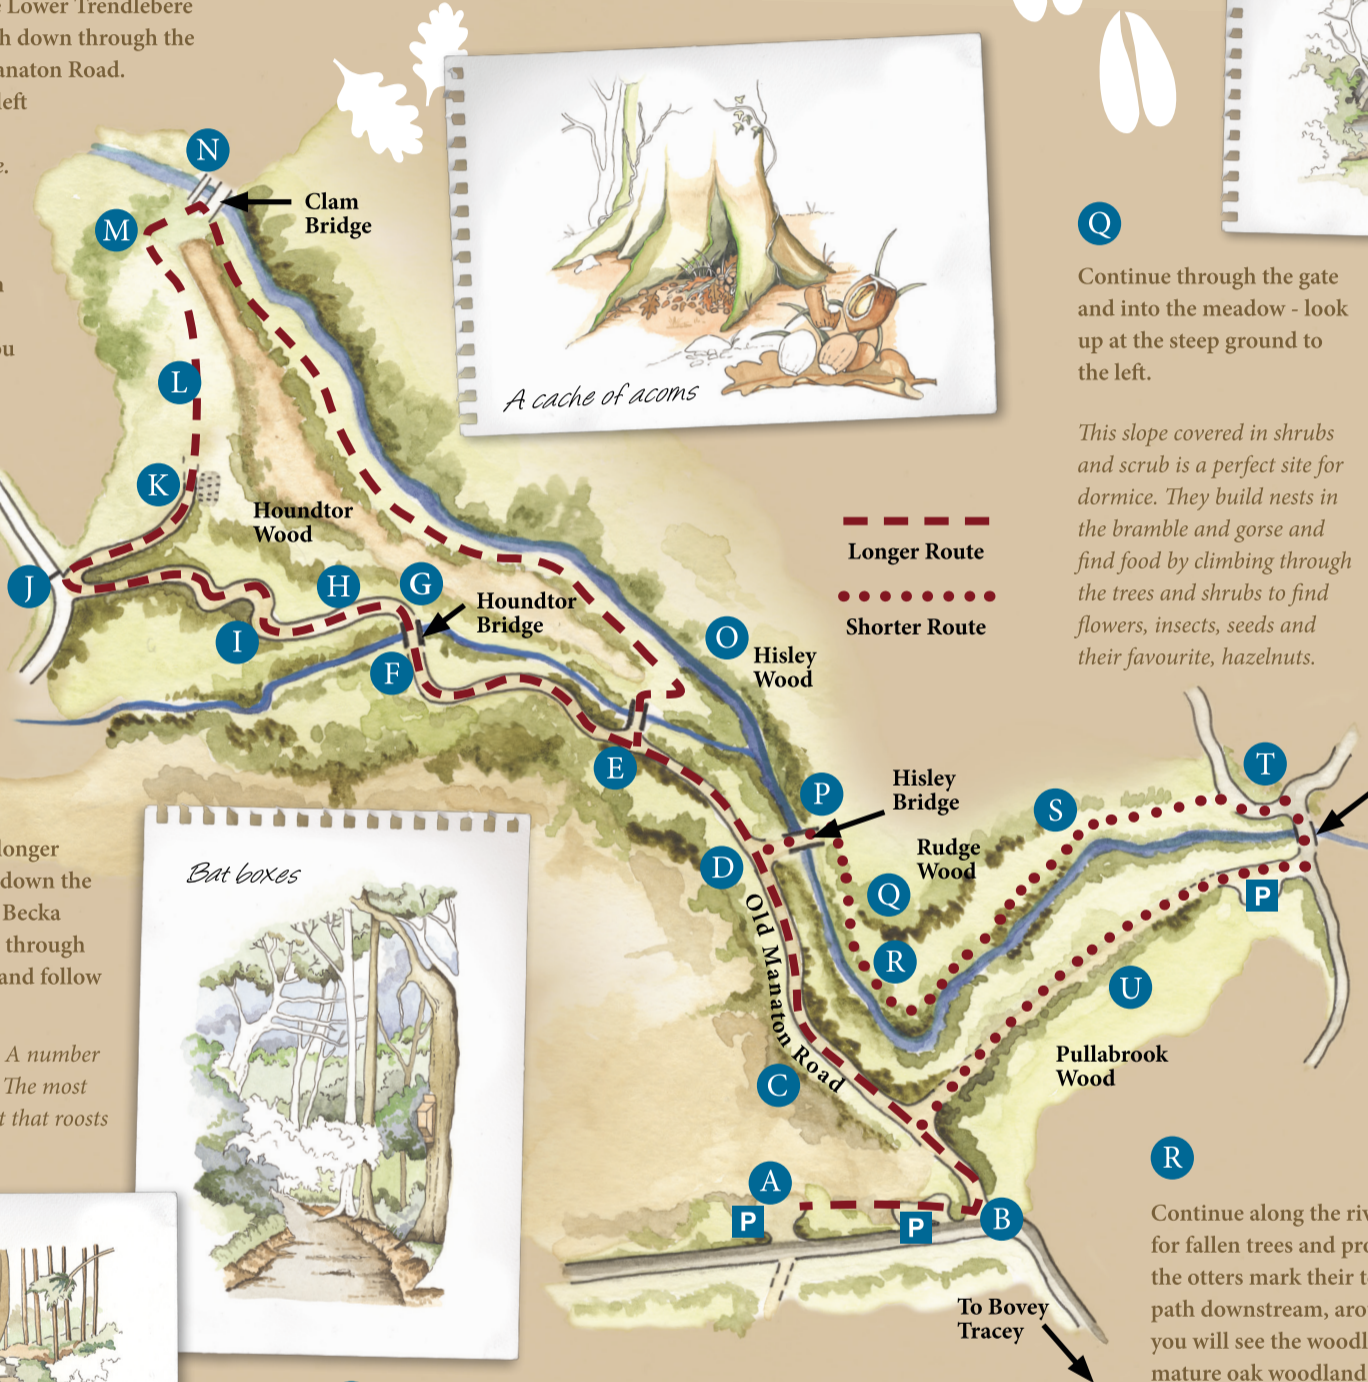 e Lower Trendlebere
h down through the
anaton Road.
left
e.
n
ou
N
Clam
Bridge
M
L
K
J
Houndtor
Wood
H
G
I
F
Houndtor
Bridge
E
O
Hisley
Wood
A cache of acorns
Longer Route
Shorter Route
P
Hisley
Bridge
D
Rudge
Wood
Q
R
S
T
P
U
Pullabrook
Wood
Old Manaton Road
C
A
P
P
B
To Bovey
Tracey
Bat boxes
longer
down the
Becka
through
and follow
A number
The most
t that roosts
Q
Continue through the gate
and into the meadow - look
up at the steep ground to
the left.
This slope covered in shrubs
and scrub is a perfect site for
dormice. They build nests in
the bramble and gorse and
find food by climbing through
the trees and shrubs to find
flowers, insects, seeds and
their favourite, hazelnuts.
R
Continue along the riv
for fallen trees and pro
the otters mark their t
path downstream, arou
you will see the woodl
mature oak woodland